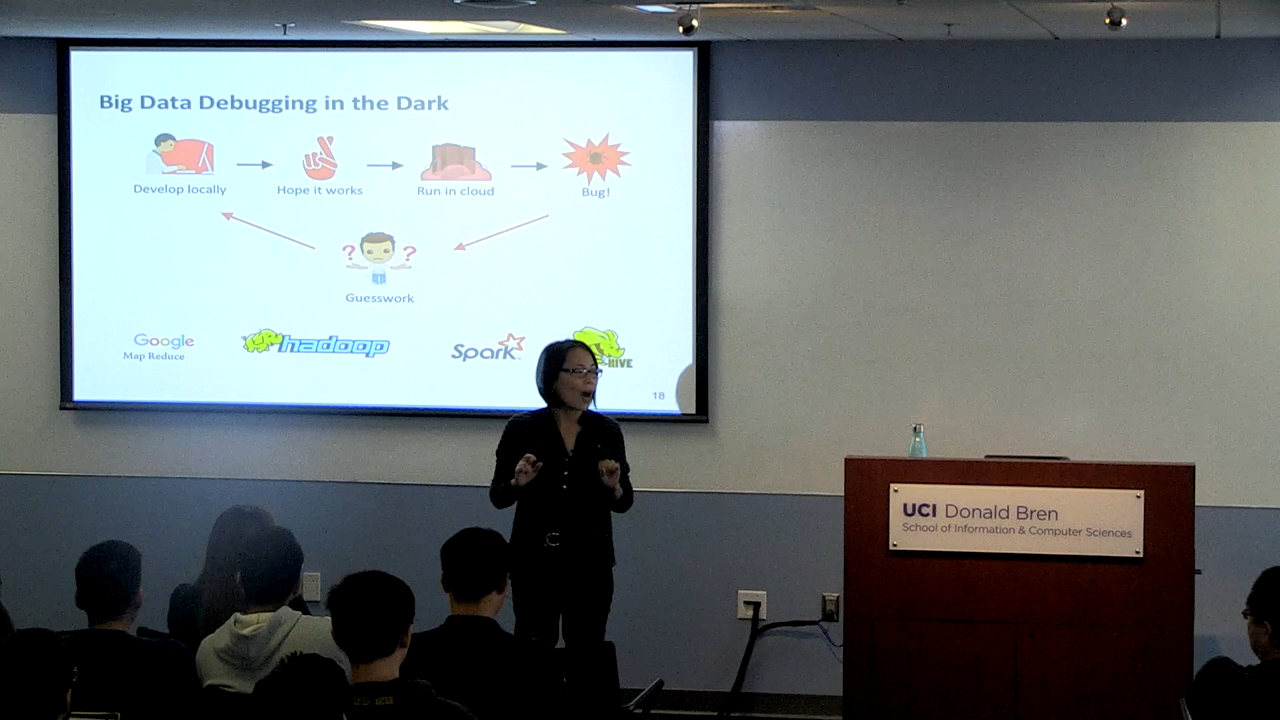 Big Data Debugging in the Dark
Develop locally
Hope it works
Run in cloud
Bug!
? ?
Guesswork
Google
Map Reduce
hadoop
Spark
HIVE
18
UCI Donald Bren
School of Information & Computer Sciences